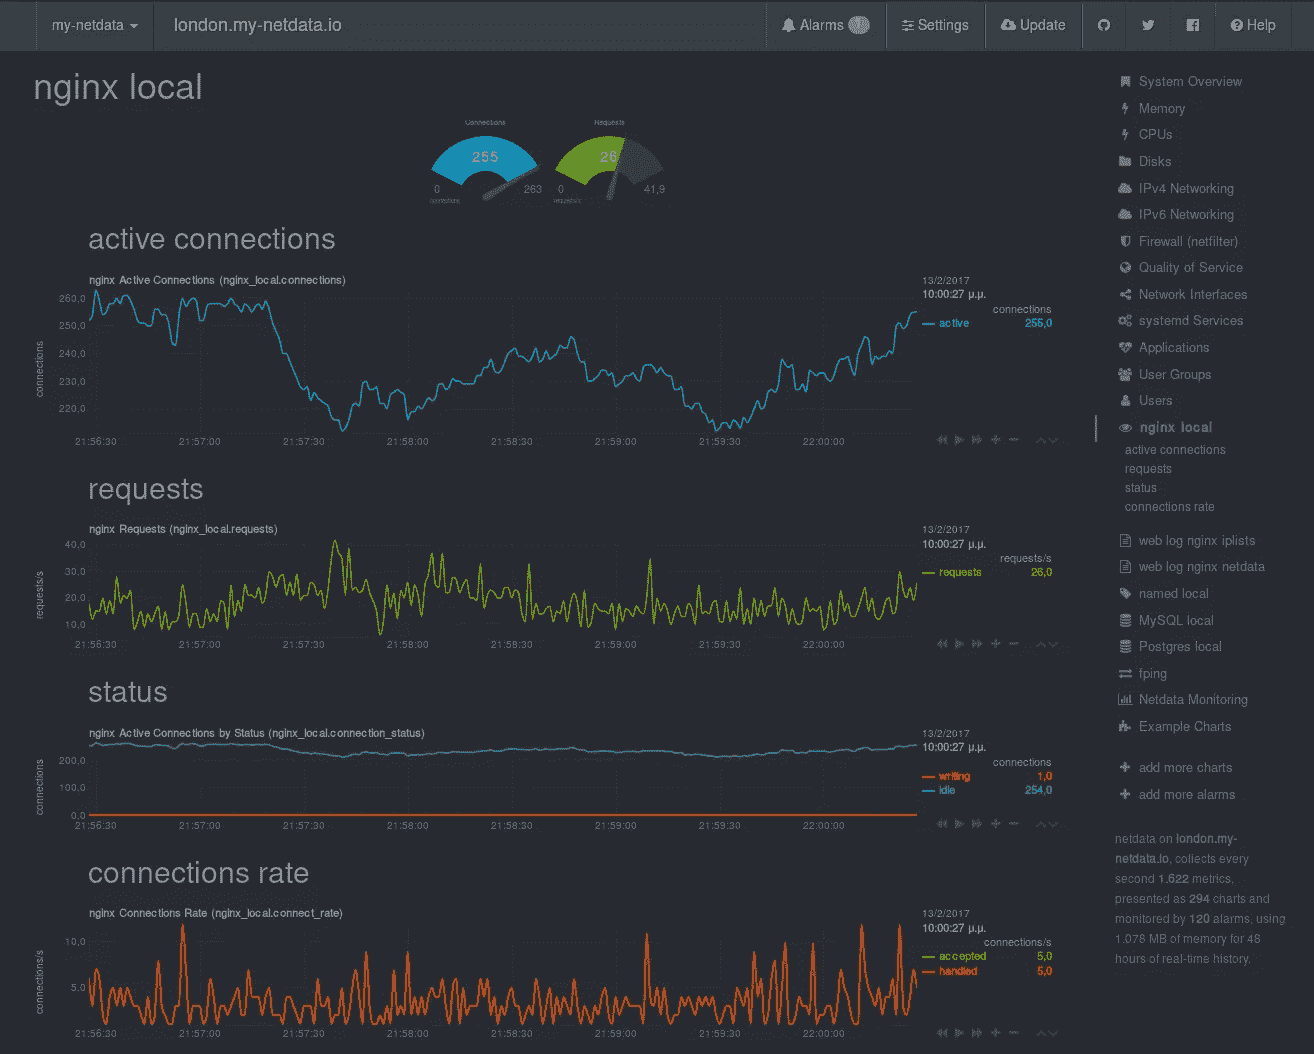 my-netdata
london.my-netdata.io
Alarms
Settings
Update
Help
nginx local
Connections
255
0
263
connections
Requests
26
0
41,9
requests/s
active connections
nginx Active Connections (nginx_local.connections)
13/2/2017
10:00:27 μ.μ.
connections
active 255,0
connections
260,0
250,0
240,0
230,0
220,0
21:56:30 21:57:00 21:57:30 21:58:00 21:58:30 21:59:00 21:59:30 22:00:00
requests
nginx Requests (nginx_local.requests)
13/2/2017
10:00:27 μ.μ.
requests/s
requests 26,0
requests/s
40,0
30,0
20,0
10,0
21:56:30 21:57:00 21:57:30 21:58:00 21:58:30 21:59:00 21:59:30 22:00:00
status
nginx Active Connections by Status (nginx_local.connection_status)
13/2/2017
10:00:27 μ.μ.
connections
writing 1,0
idle 254,0
connections
200,0
100,0
0,0
21:56:30 21:57:00 21:57:30 21:58:00 21:58:30 21:59:00 21:59:30 22:00:00
connections rate
nginx Connections Rate (nginx_local.connect_rate)
13/2/2017
10:00:27 μ.μ.
connections/s
accepted 5,0
handled 5,0
connections/s
10,0
5,0
21:56:30 21:57:00 21:57:30 21:58:00 21:58:30 21:59:00 21:59:30 22:00:00
System Overview
Memory
CPUs
Disks
IPv4 Networking
IPv6 Networking
Firewall (netfilter)
Quality of Service
Network Interfaces
systemd Services
Applications
User Groups
Users
nginx local
active connections
requests
status
connections rate
web log nginx iplists
web log nginx netdata
named local
MySQL local
Postgres local
fping
Netdata Monitoring
Example Charts
add more charts
add more alarms
netdata on london.my-
netdata.io, collects every
second 1.622 metrics,
presented as 294 charts and
monitored by 120 alarms, using
1.078 MB of memory for 48
hours of real-time history.